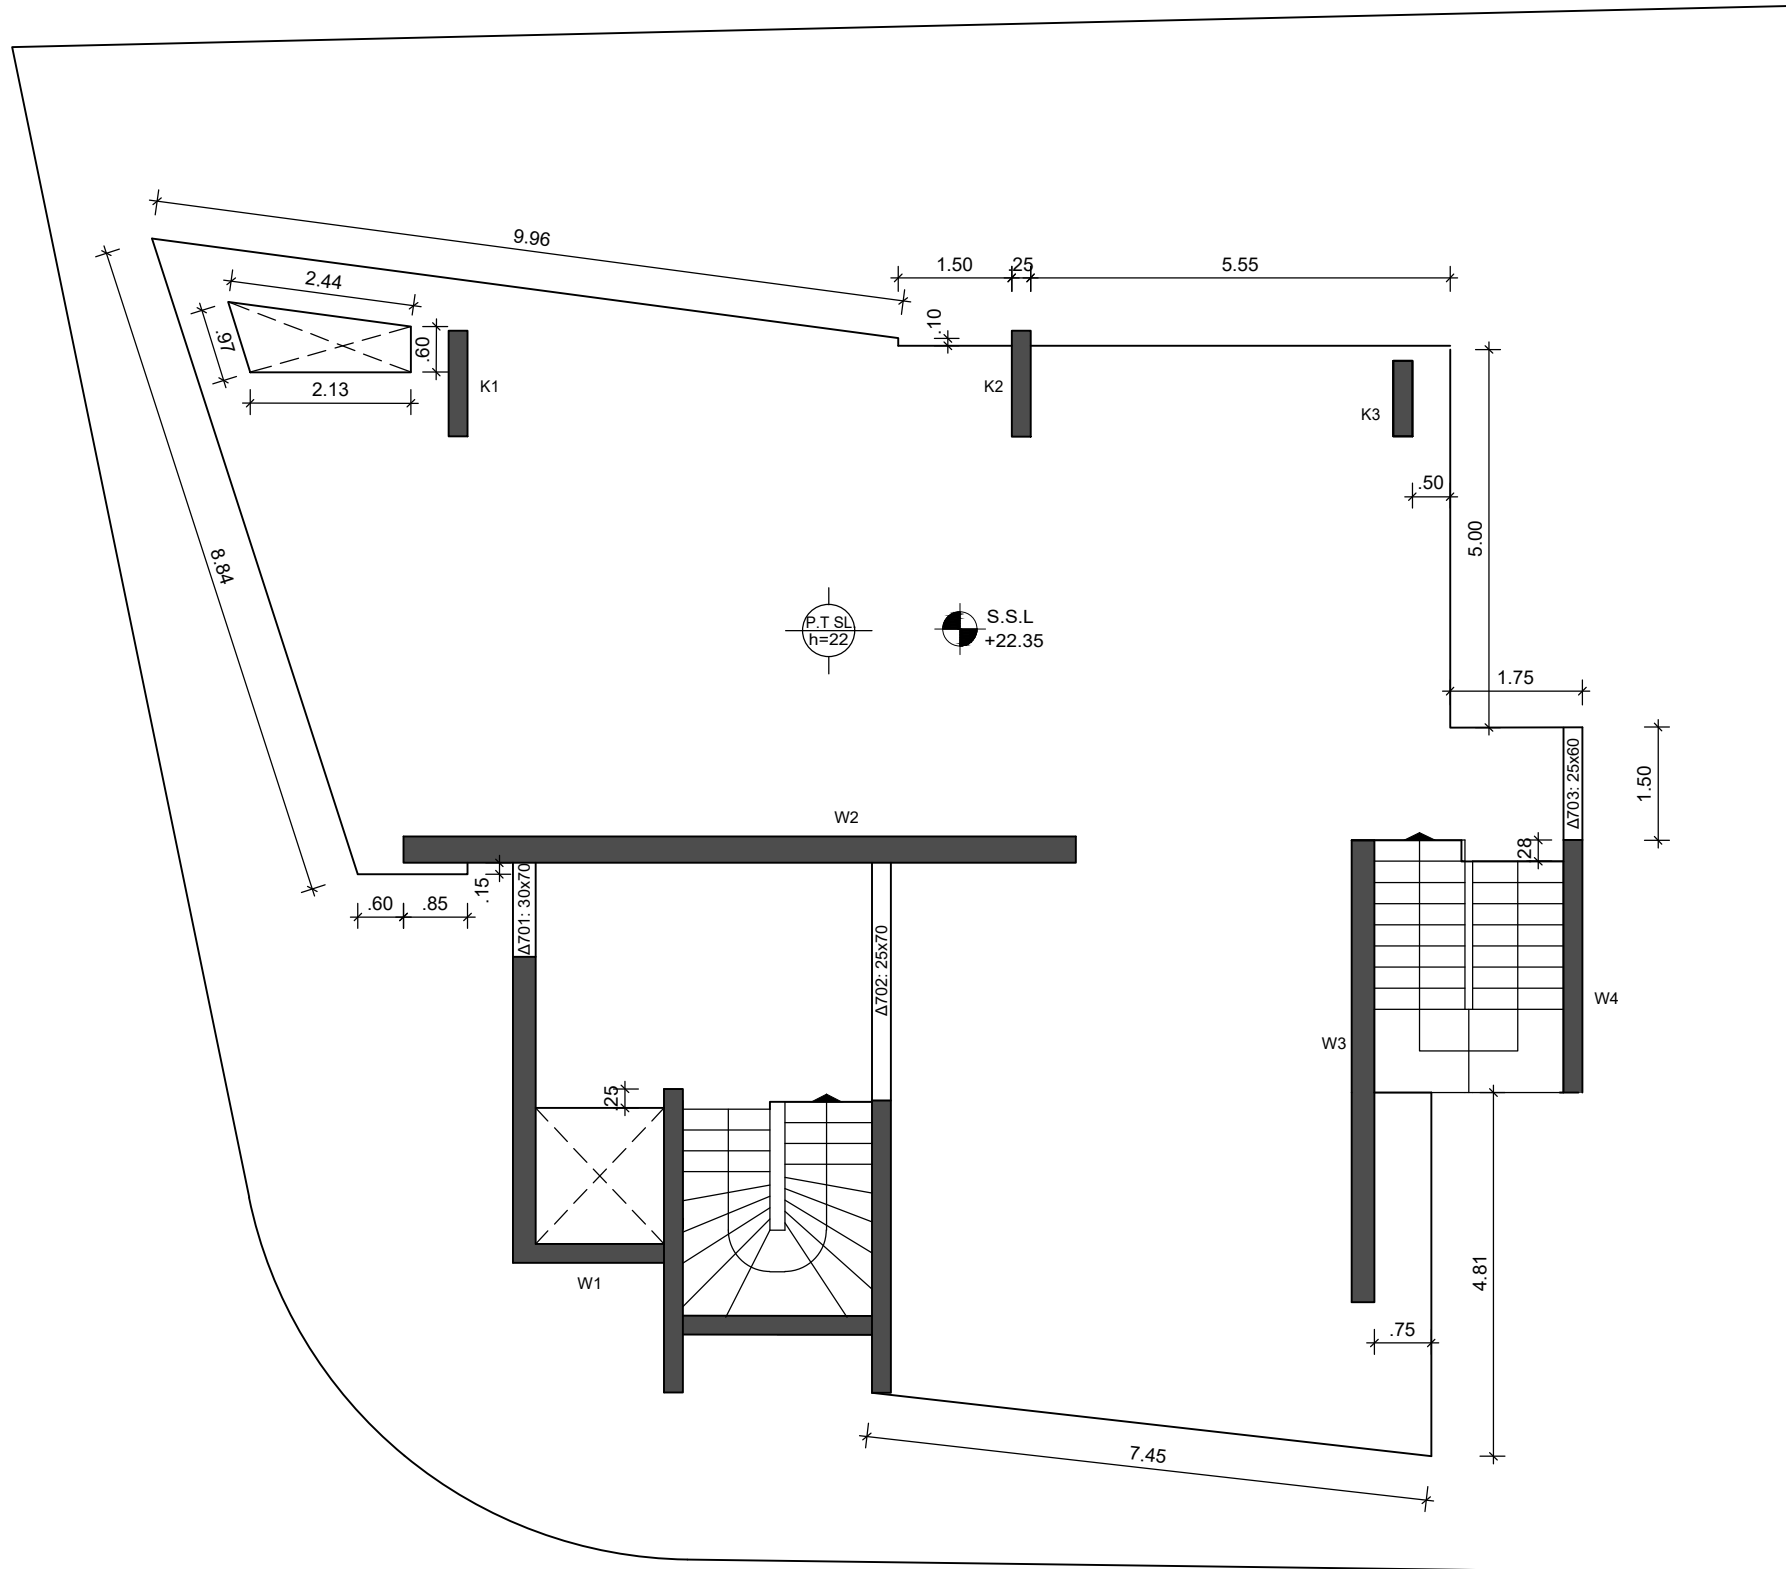 9.96
1.50
25
5.55
2.44
.10
.97
.60
2.13
K1
K2
K3
.50
5.00
8.84
P.T SL
h=22
S.S.L
+22.35
1.75
Δ703: 25x60
1.50
W2
.28
.15
.60
.85
Δ701: 30x70
Δ702: 25x70
W4
W3
.25
W1
4.81
.75
7.45